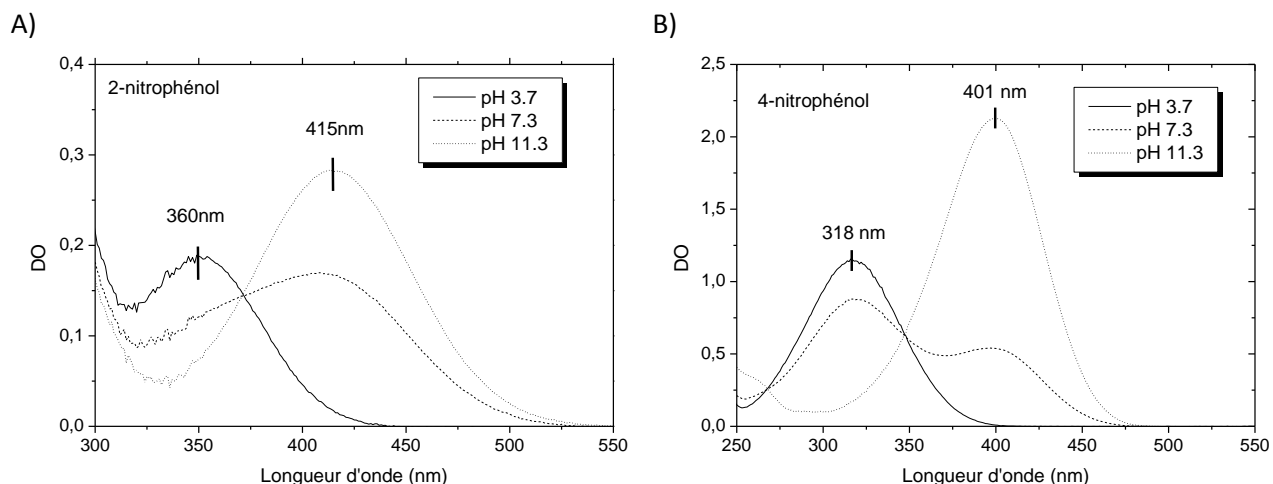 A)
0,4
0,3
0,2
0,1
0,0
DO
2-nitrophénol
pH 3.7
pH 7.3
pH 11.3
415nm
360nm
300 350 400 450 500 550
Longueur d'onde (nm)
B)
2,5
2,0
1,5
1,0
0,5
0,0
DO
4-nitrophénol
401 nm
pH 3.7
pH 7.3
pH 11.3
318 nm
250 300 350 400 450 500 550
Longueur d'onde (nm)